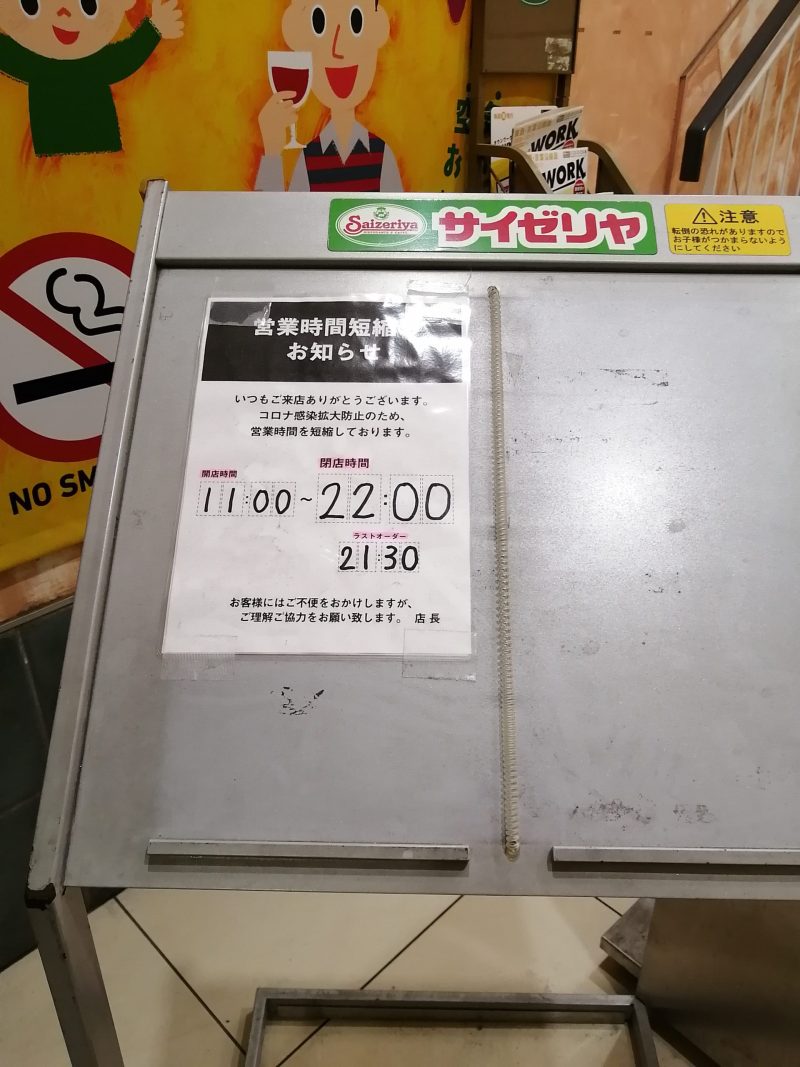 WORK
WORK
Saizeriya
サイゼリヤ
注意
転倒の恐れがありますので
お子様がつかまらないよう
にしてください
営業時間短縮
お知らせ
いつもご来店ありがとうございます。
コロナ感染拡大防止のため、
営業時間を短縮しております。
開店時間
閉店時間
11:00~22:00
ラストオーダー
21:30
お客様にはご不便をおかけしますが、
ご理解ご協力をお願い致します。 店長
NO SM